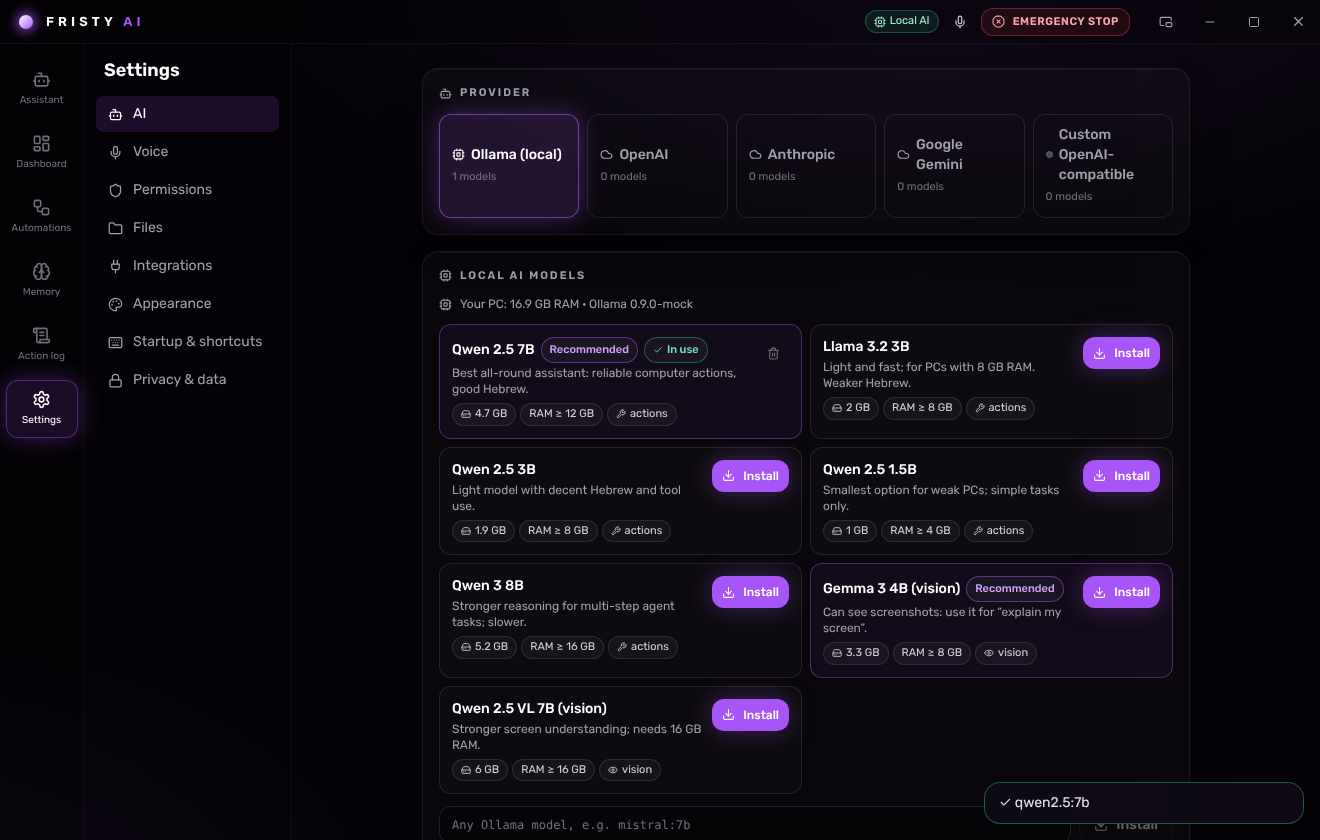 FRISTY AI
Local AI
EMERGENCY STOP
Assistant
Dashboard
Automations
Memory
Action log
Settings
Settings
AI
Voice
Permissions
Files
Integrations
Appearance
Startup & shortcuts
Privacy & data
PROVIDER
Ollama (local)
1 models
OpenAI
0 models
Anthropic
0 models
Google
Gemini
0 models
Custom
OpenAI-
compatible
0 models
LOCAL AI MODELS
Your PC: 16.9 GB RAM • Ollama 0.9.0-mock
Qwen 2.5 7B Recommended In use
Best all-round assistant: reliable computer actions,
good Hebrew.
4.7 GB RAM ≥ 12 GB actions
Llama 3.2 3B Install
Light and fast; for PCs with 8 GB RAM.
Weaker Hebrew.
2 GB RAM ≥ 8 GB actions
Qwen 2.5 3B Install
Light model with decent Hebrew and tool
use.
1.9 GB RAM ≥ 8 GB actions
Qwen 2.5 1.5B Install
Smallest option for weak PCs; simple tasks
only.
1 GB RAM ≥ 4 GB actions
Qwen 3 8B Install
Stronger reasoning for multi-step agent
tasks; slower.
5.2 GB RAM ≥ 16 GB actions
Gemma 3 4B (vision) Recommended Install
Can see screenshots: use it for “explain my
screen”.
3.3 GB RAM ≥ 8 GB vision
Qwen 2.5 VL 7B (vision) Install
Stronger screen understanding; needs 16 GB
RAM.
6 GB RAM ≥ 16 GB vision
✓ qwen2.5:7b
Any Ollama model, e.g. mistral:7b Install